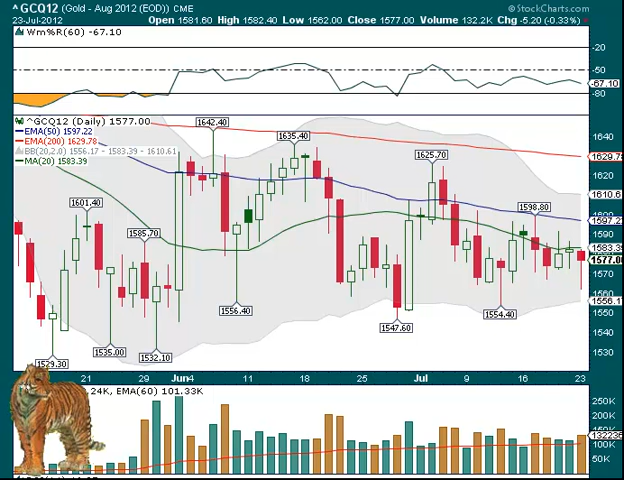 ^GCQ12 (Gold - Aug 2012 (EOD)) CME
© StockCharts.com
23-Jul-2012 Open 1581.60 High 1582.40 Low 1562.00 Close 1577.00 Volume 132.2K Chg -5.20 (-0.33%)
Wm%R(60) -67.10
-20
-50
-67.10
-80
^GCQ12 (Daily) 1577.00
EMA(50) 1597.22
EMA(200) 1629.78
BB(20,2.0) 1556.17 - 1583.39 - 1610.61
MA(20) 1583.39
1642.40
1635.40
1625.70
1601.40
1598.80
1585.70
1556.40
1554.40
1547.60
1535.00
1532.10
1529.30
1640
1629.7
1620
1610.6
1600
1597.2
1583.3
1577.0
1570
1560
1556.1
1550
1540
1530
21 29 Jun4 11 18 25 Jul 9 16 23
24K, EMA(60) 101.33K
250K
200K
150K
132235
100K
50K